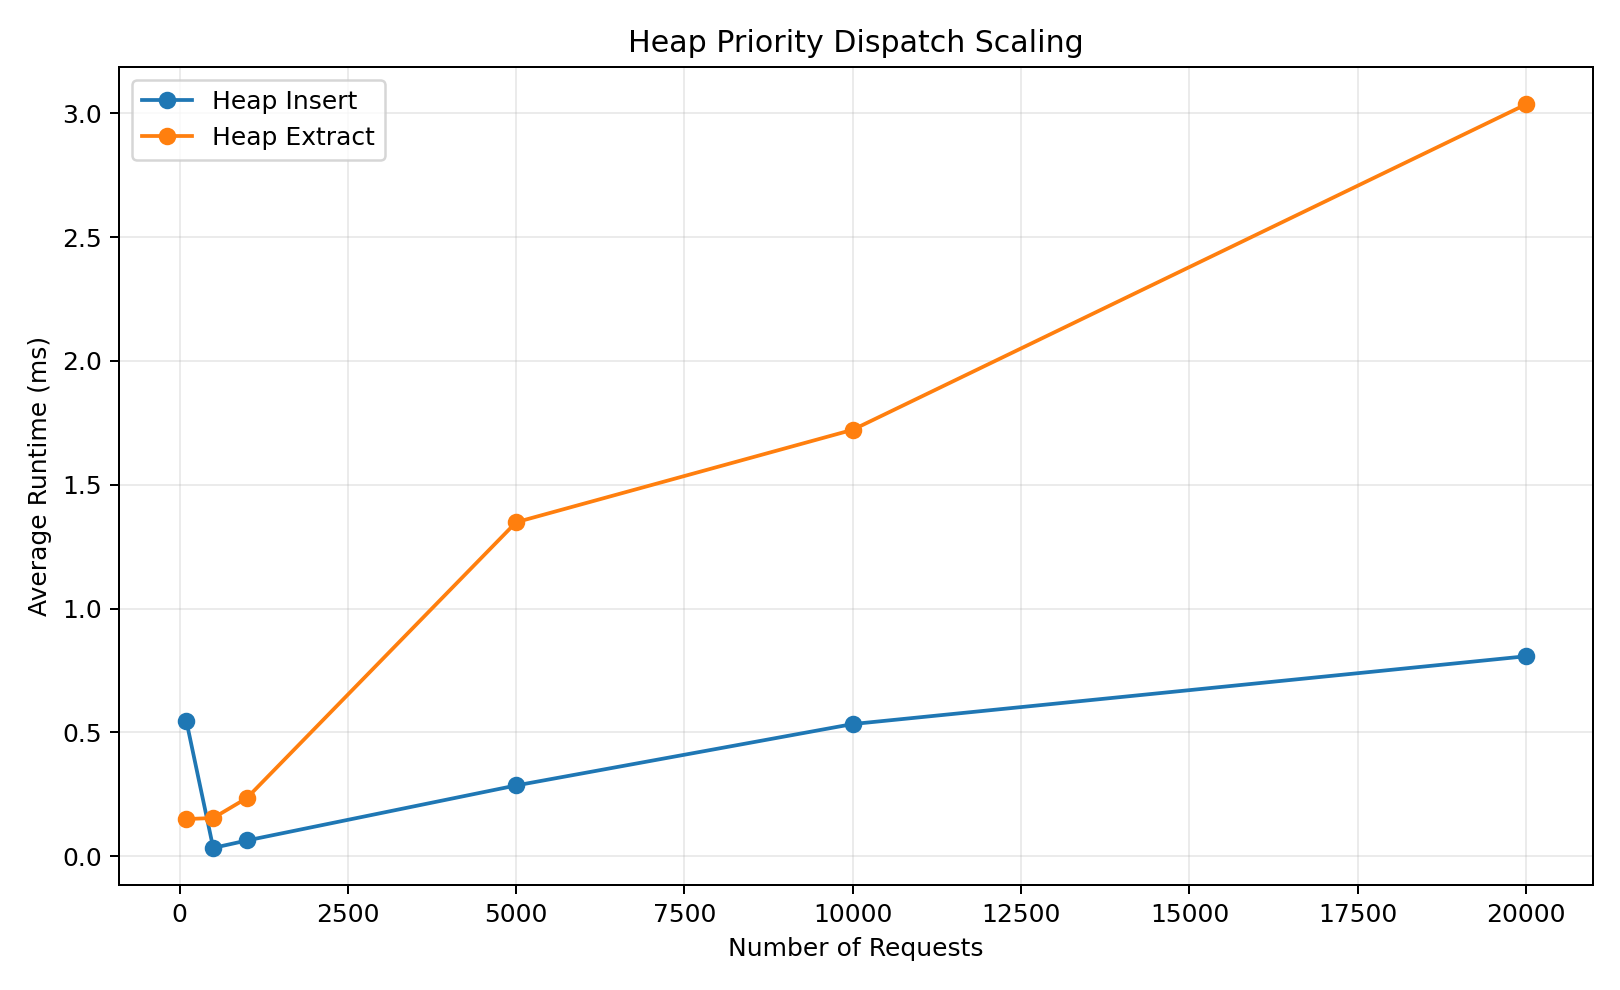 Heap Priority Dispatch Scaling
Heap Insert
Heap Extract
Average Runtime (ms)
3.0
2.5
2.0
1.5
1.0
0.5
0.0
0 2500 5000 7500 10000 12500 15000 17500 20000
Number of Requests